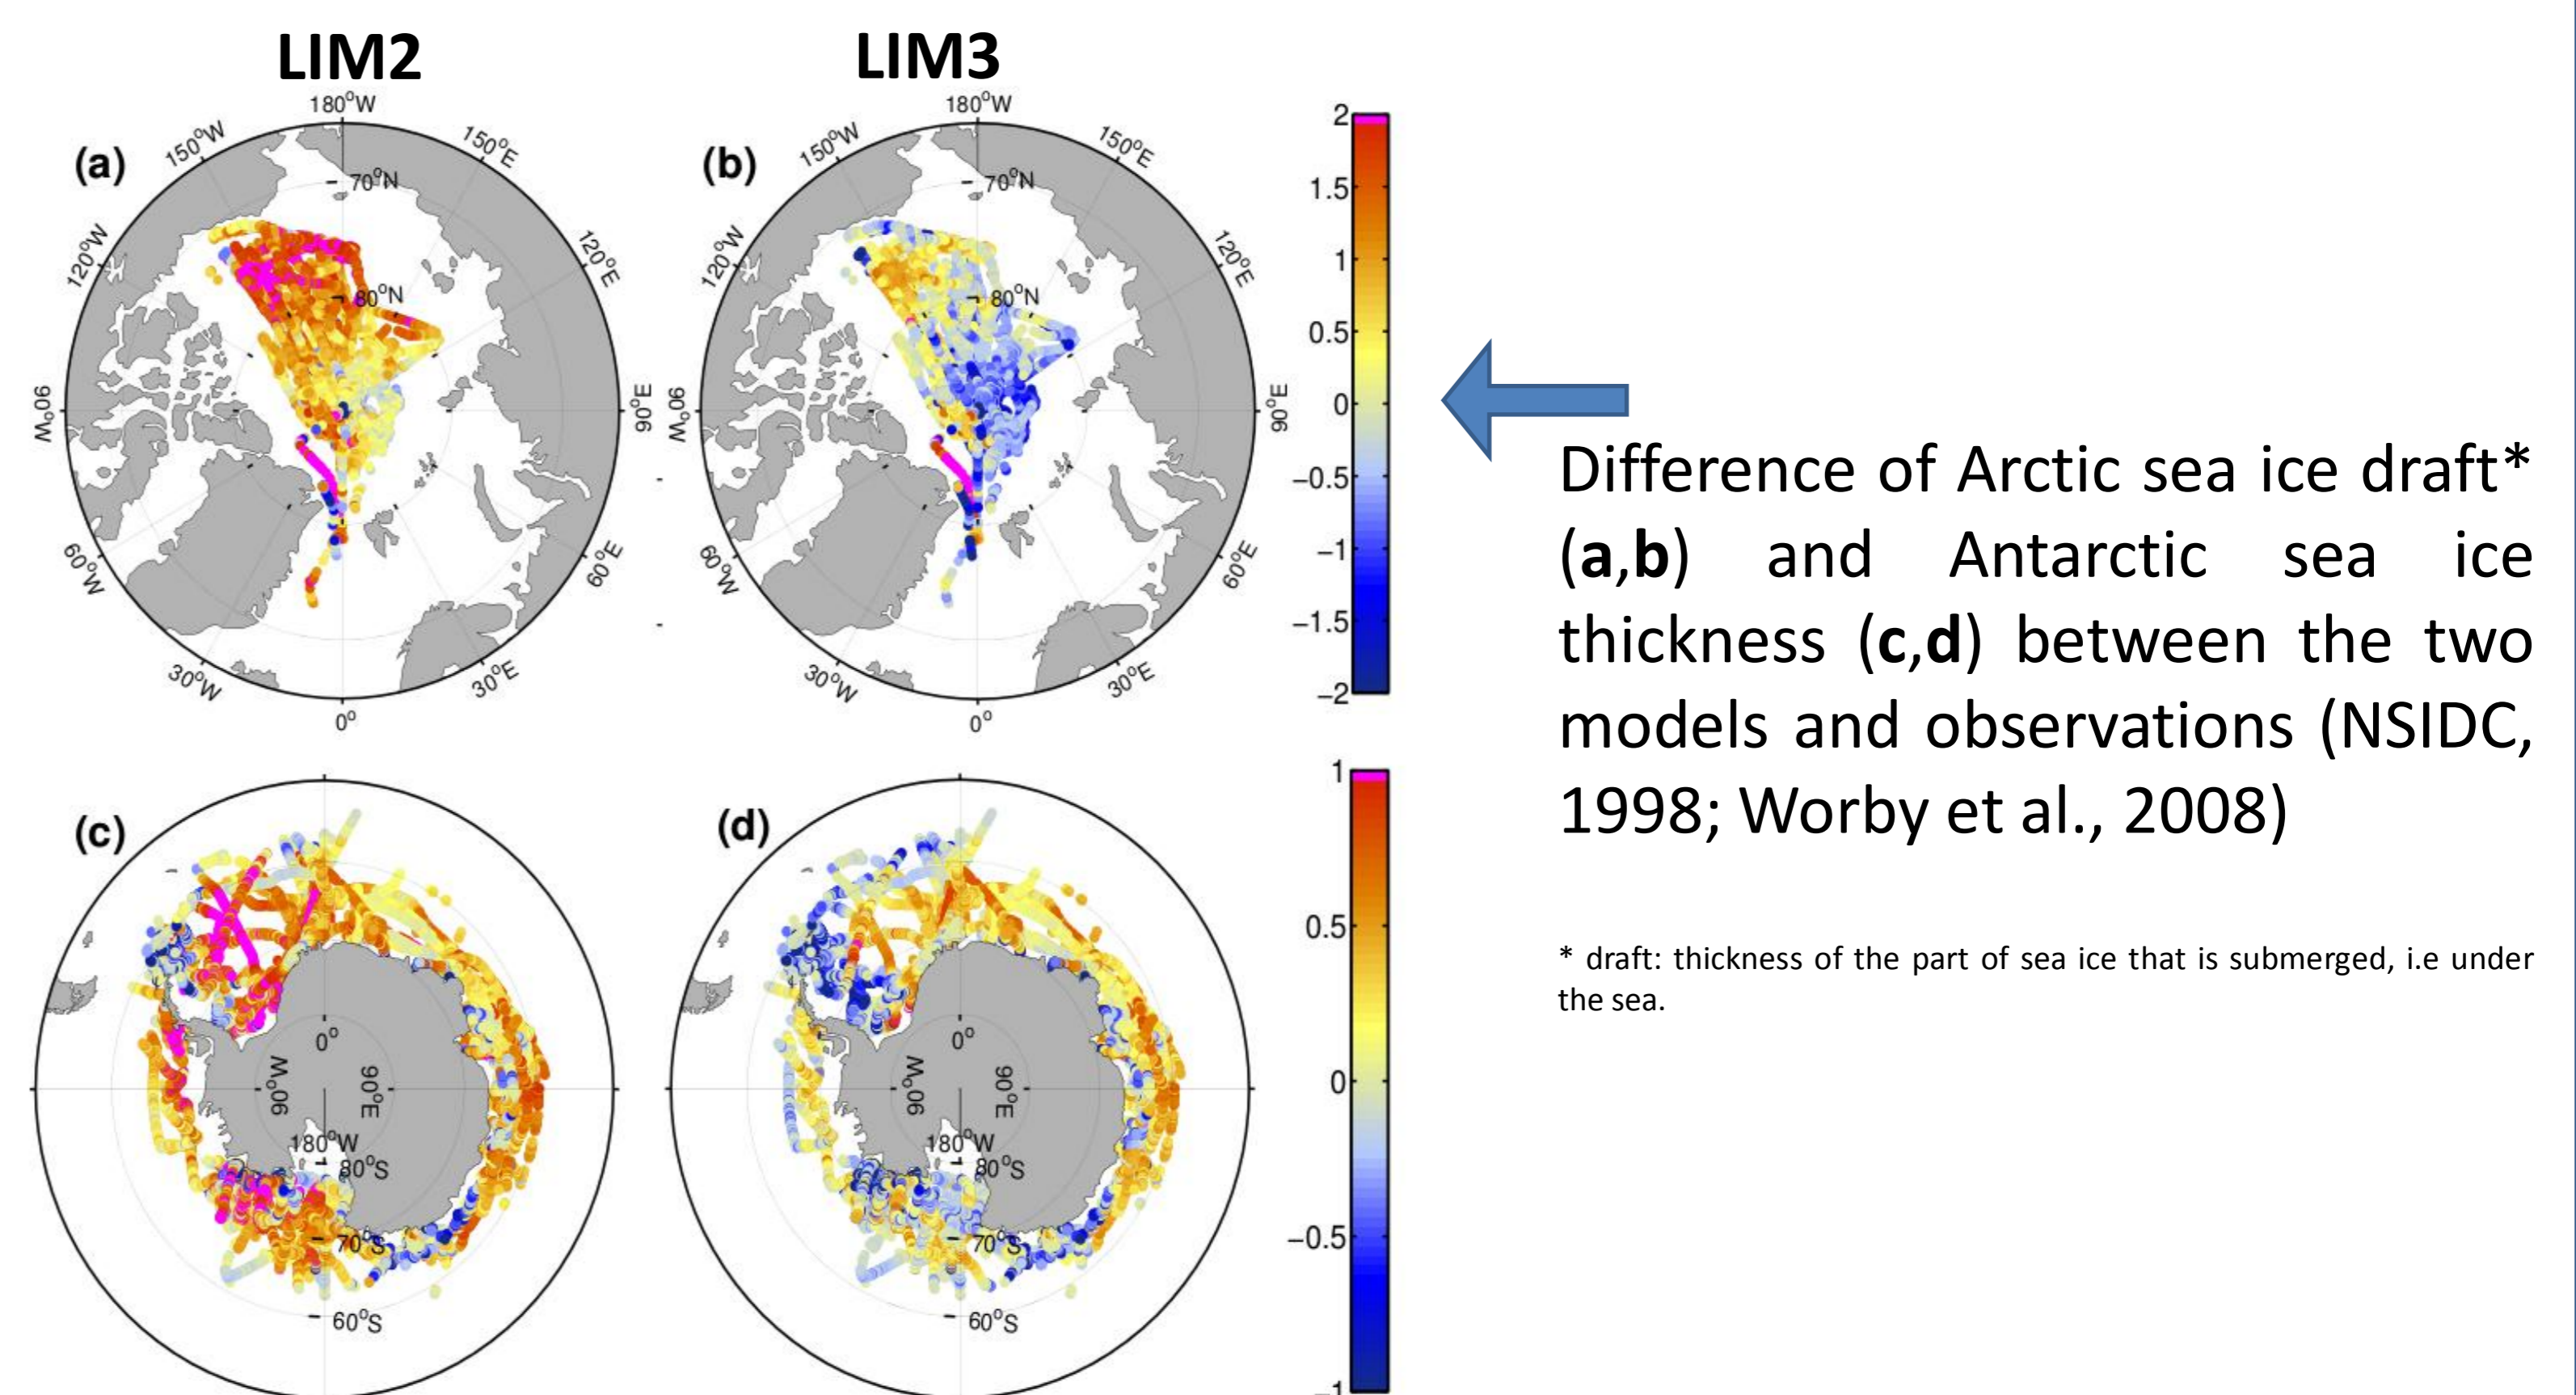 LIM2
LIM3
(a)
180°W
150°W
150°E
120°W
120°E
70°N
80°N
90°W
90°E
60°W
60°E
30°W
30°E
0°
(b)
180°W
150°W
150°E
120°W
120°E
70°N
80°N
90°W
90°E
60°W
60°E
30°W
30°E
0°
2
1.5
1
0.5
0
−0.5
−1
−1.5
−2
Difference of Arctic sea ice draft*
(a,b) and Antarctic sea ice
thickness (c,d) between the two
models and observations (NSIDC,
1998; Worby et al., 2008)
* draft: thickness of the part of sea ice that is submerged, i.e under
the sea.
(c)
0°
90°W
90°E
180°W
80°S
70°S
60°S
(d)
0°
90°W
90°E
180°W
80°S
70°S
60°S
1
0.5
0
−0.5
−1